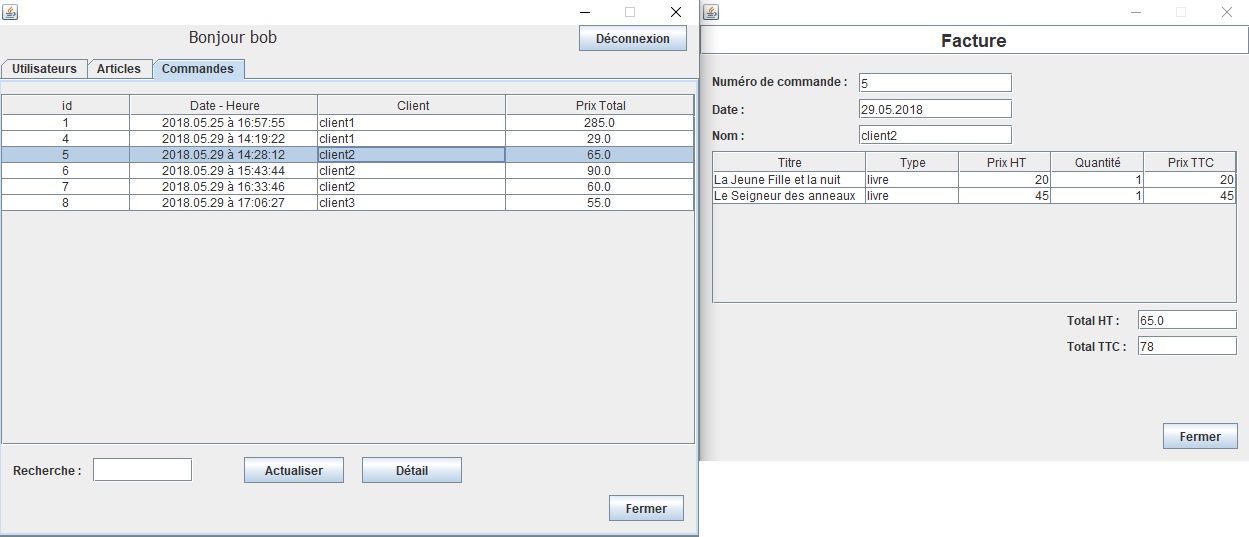 Bonjour bob
Déconnexion
Utilisateurs Articles Commandes
id Date - Heure Client Prix Total
1 2018.05.25 à 16:57:55 client1 285.0
4 2018.05.29 à 14:19:22 client1 29.0
5 2018.05.29 à 14:28:12 client2 65.0
6 2018.05.29 à 15:43:44 client2 90.0
7 2018.05.29 à 16:33:46 client2 60.0
8 2018.05.29 à 17:06:27 client3 55.0
Recherche : Actualiser Détail
Fermer
Facture
Numéro de commande : 5
Date : 29.05.2018
Nom : client2
Titre Type Prix HT Quantité Prix TTC
La Jeune Fille et la nuit livre 20 1 20
Le Seigneur des anneaux livre 45 1 45
Total HT : 65.0
Total TTC : 78
Fermer